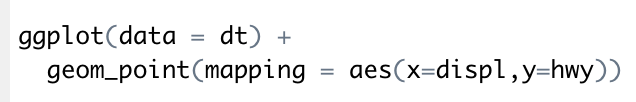 ggplot(data = dt) +
  geom_point(mapping = aes(x=displ,y=hwy))